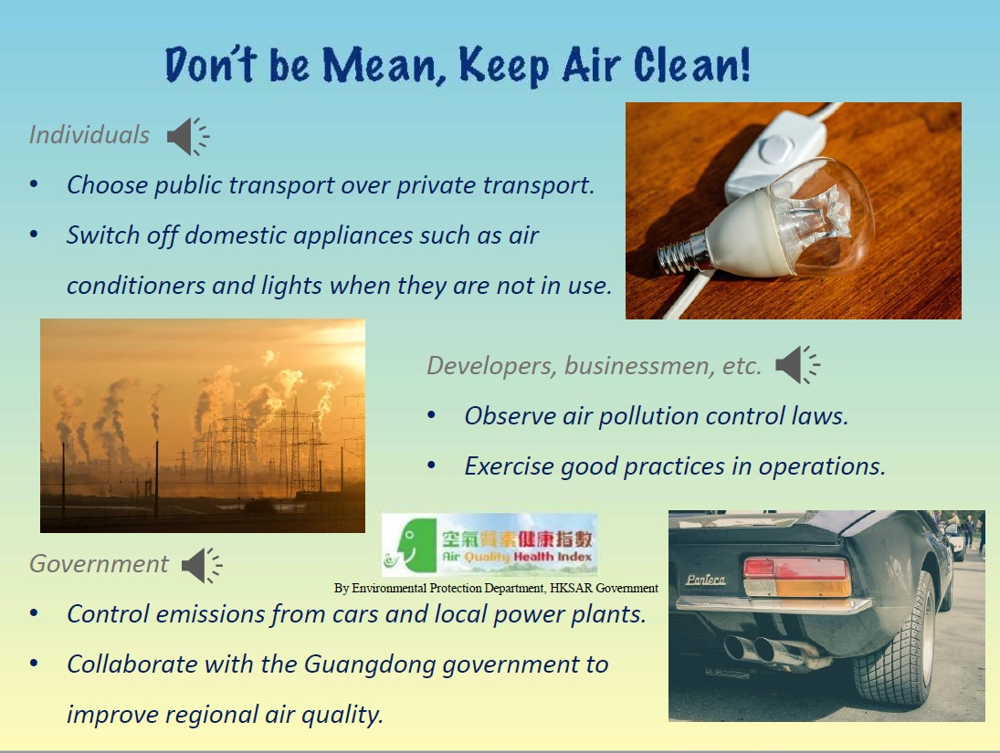 Don't be Mean, Keep Air Clean!
Individuals
• Choose public transport over private transport.
• Switch off domestic appliances such as air
conditioners and lights when they are not in use.
Developers, businessmen, etc.
• Observe air pollution control laws.
• Exercise good practices in operations.
空氣質素健康指數
Air Quality Health Index
By Environmental Protection Department, HKSAR Government
Government
• Control emissions from cars and local power plants.
• Collaborate with the Guangdong government to
improve regional air quality.
Pantera